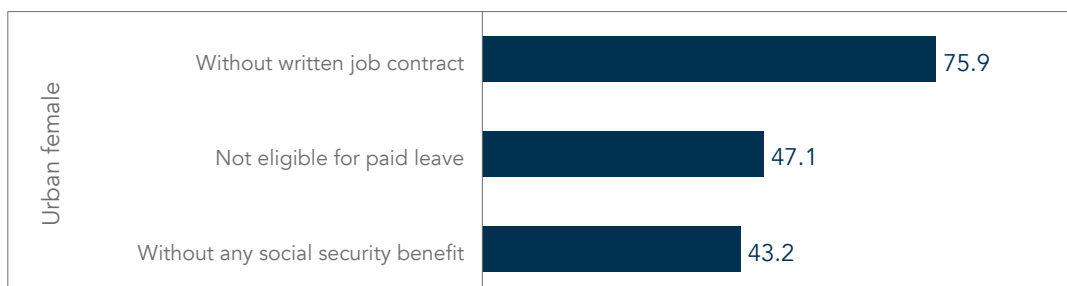 Urban female
Without written job contract
75.9
Not eligible for paid leave
47.1
Without any social security benefit
43.2